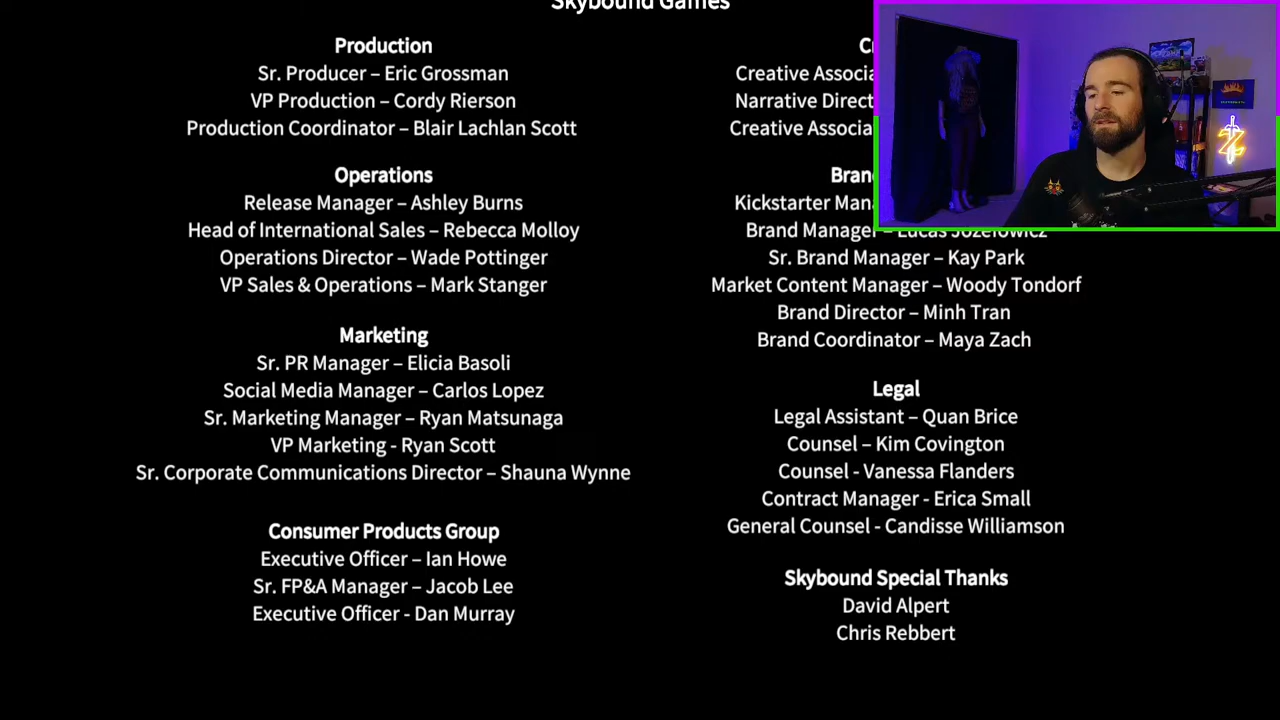 Skybound Games
Production
Sr. Producer – Eric Grossman
VP Production – Cordy Rierson
Production Coordinator – Blair Lachlan Scott
Operations
Release Manager – Ashley Burns
Head of International Sales – Rebecca Molloy
Operations Director – Wade Pottinger
VP Sales & Operations – Mark Stanger
Marketing
Sr. PR Manager – Elicia Basoli
Social Media Manager – Carlos Lopez
Sr. Marketing Manager – Ryan Matsunaga
VP Marketing - Ryan Scott
Sr. Corporate Communications Director – Shauna Wynne
Consumer Products Group
Executive Officer – Ian Howe
Sr. FP&A Manager – Jacob Lee
Executive Officer - Dan Murray
Creative
Narrative
Creative
Kickstarter
Brand Manager – Lucas Jozefowicz
Sr. Brand Manager – Kay Park
Market Content Manager – Woody Tondorf
Brand Director – Minh Tran
Brand Coordinator – Maya Zach
Legal
Legal Assistant – Quan Brice
Counsel – Kim Covington
Counsel - Vanessa Flanders
Contract Manager - Erica Small
General Counsel - Candisse Williamson
Skybound Special Thanks
David Alpert
Chris Rebbert